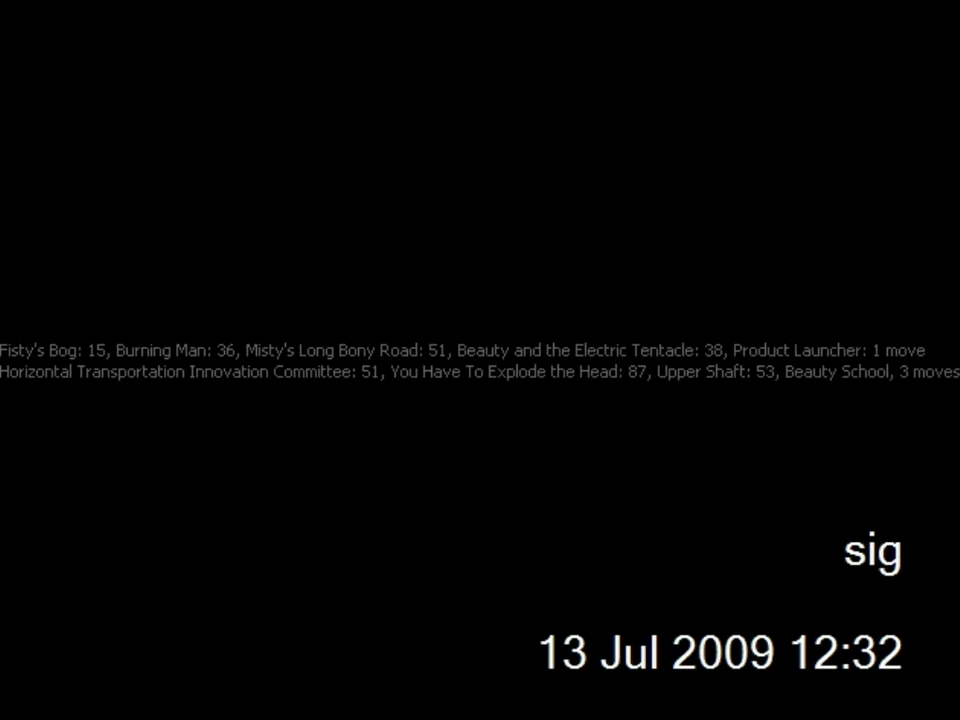 Fisty's Bog: 15, Burning Man: 36, Misty's Long Bony Road: 51, Beauty and the Electric Tentacle: 38, Product Launcher: 1 move
Horizontal Transportation Innovation Committee: 51, You Have To Explode the Head: 87, Upper Shaft: 53, Beauty School, 3 moves
sig
13 Jul 2009 12:32